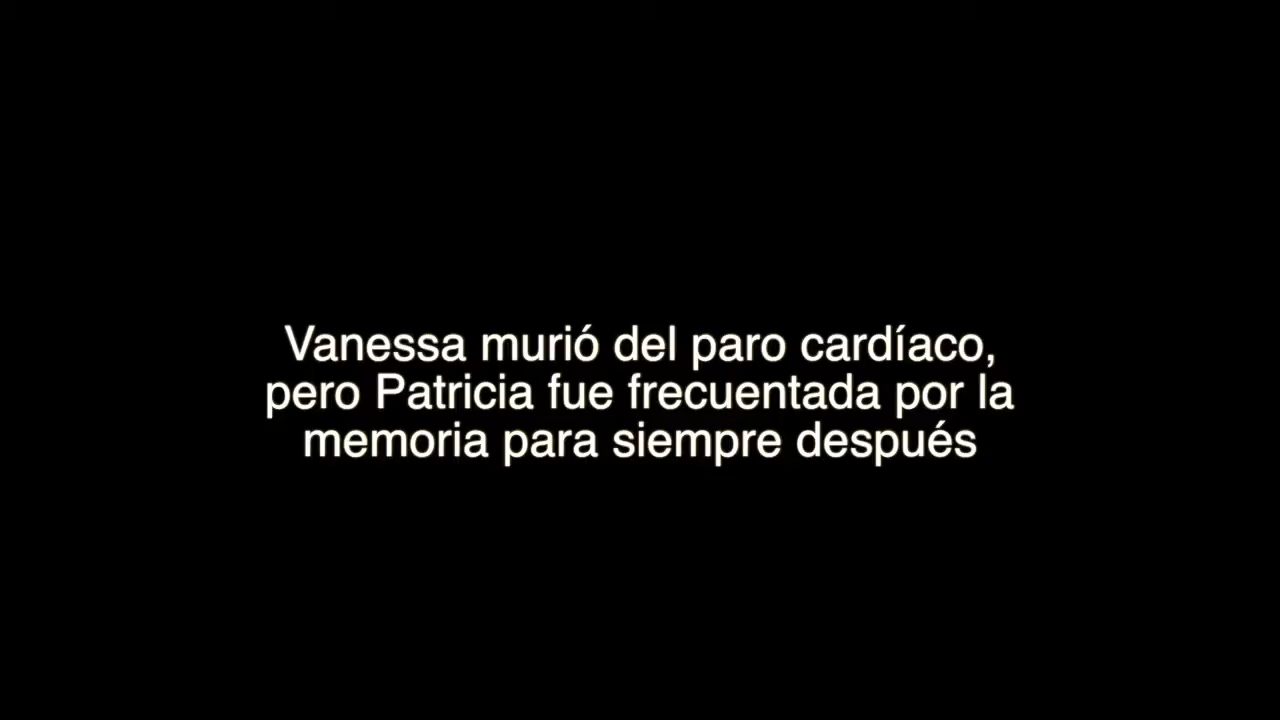 Vanessa murió del paro cardíaco,
pero Patricia fue frecuentada por la
memoria para siempre después